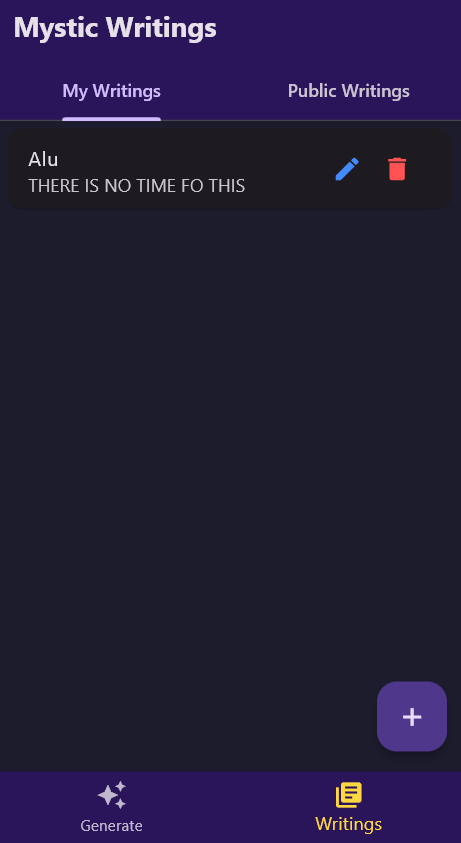 Mystic Writings
My Writings
Public Writings
Alu
THERE IS NO TIME FO THIS
Generate
Writings